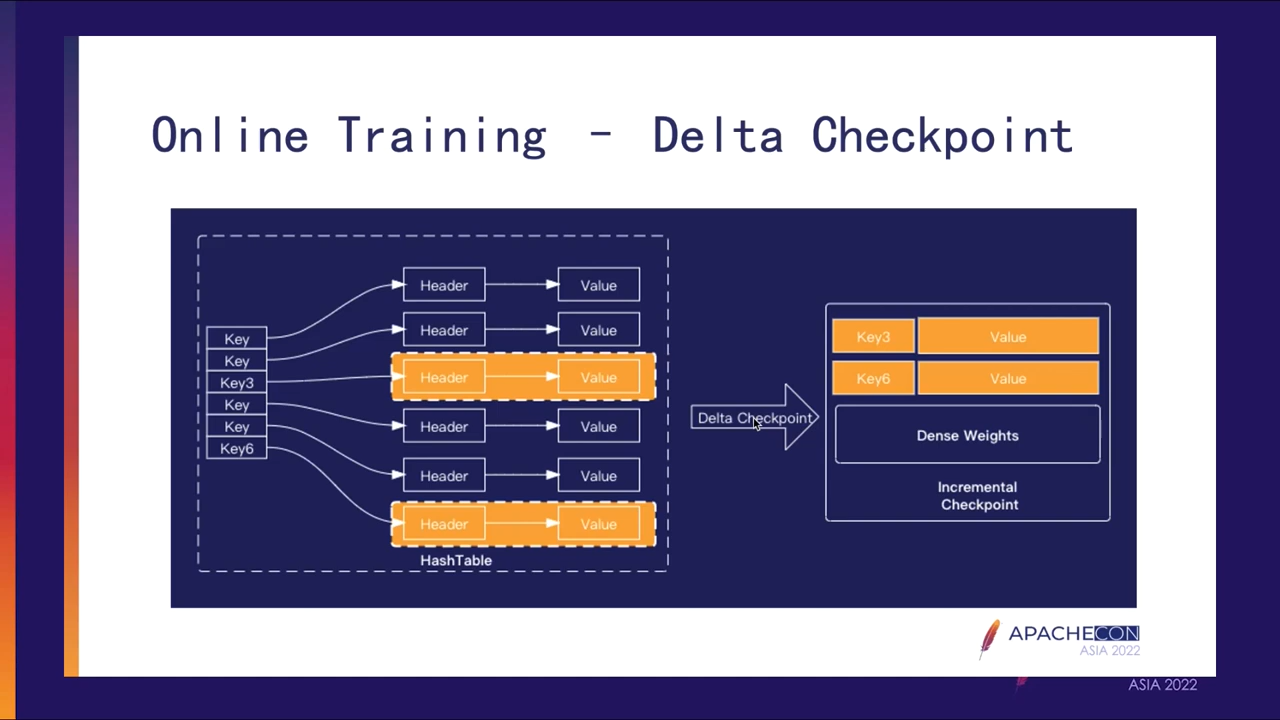 Online Training - Delta Checkpoint
Header
Value
Header
Value
Header
Value
Header
Value
Header
Value
Header
Value
Key
Key
Key3
Key
Key
Key6
HashTable
Delta Checkpoint
Key3
Value
Key6
Value
Dense Weights
Incremental
Checkpoint
APACHECON
ASIA 2022
ASIA 2022